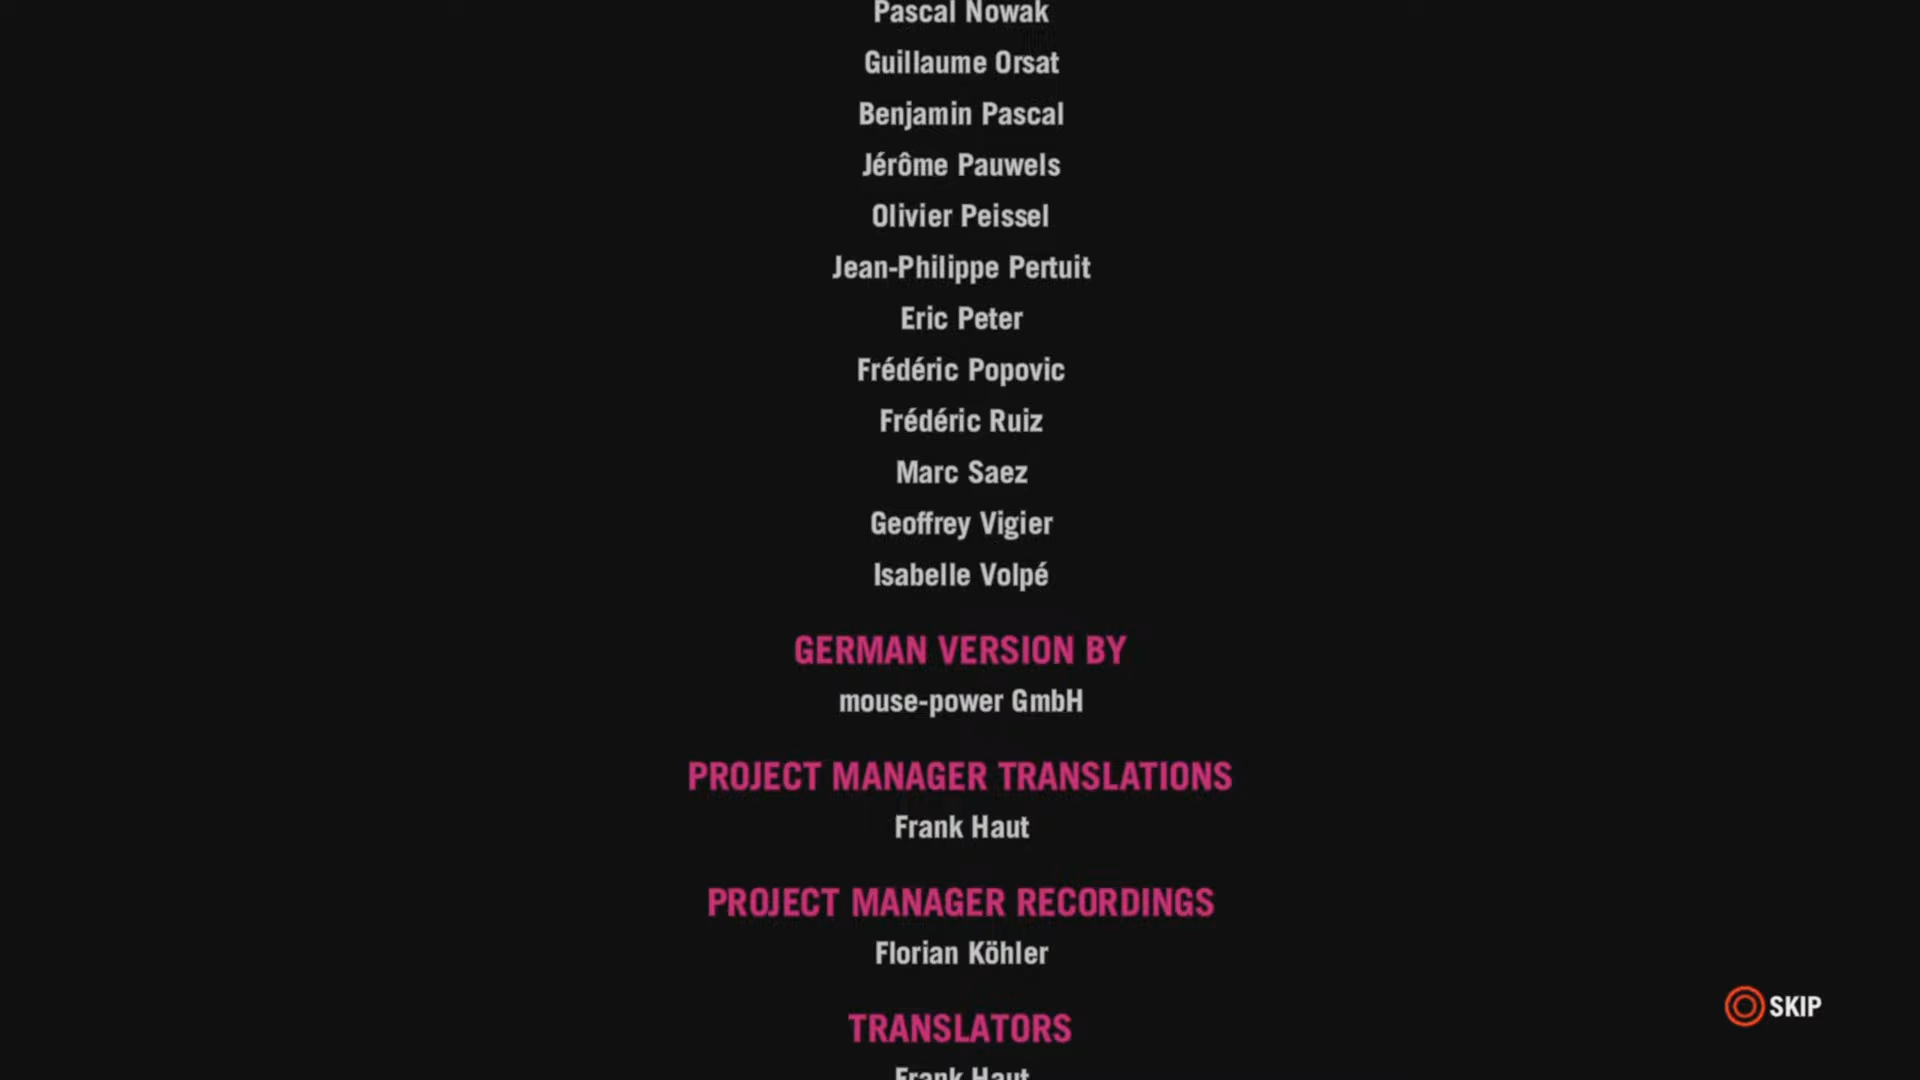 Pascal Nowak
Guillaume Orsat
Benjamin Pascal
Jérôme Pauwels
Olivier Peissel
Jean-Philippe Pertuit
Eric Peter
Frédéric Popovic
Frédéric Ruiz
Marc Saez
Geoffrey Vigier
Isabelle Volpé
GERMAN VERSION BY
mouse-power GmbH
PROJECT MANAGER TRANSLATIONS
Frank Haut
PROJECT MANAGER RECORDINGS
Florian Köhler
SKIP
TRANSLATORS
Frank Haut